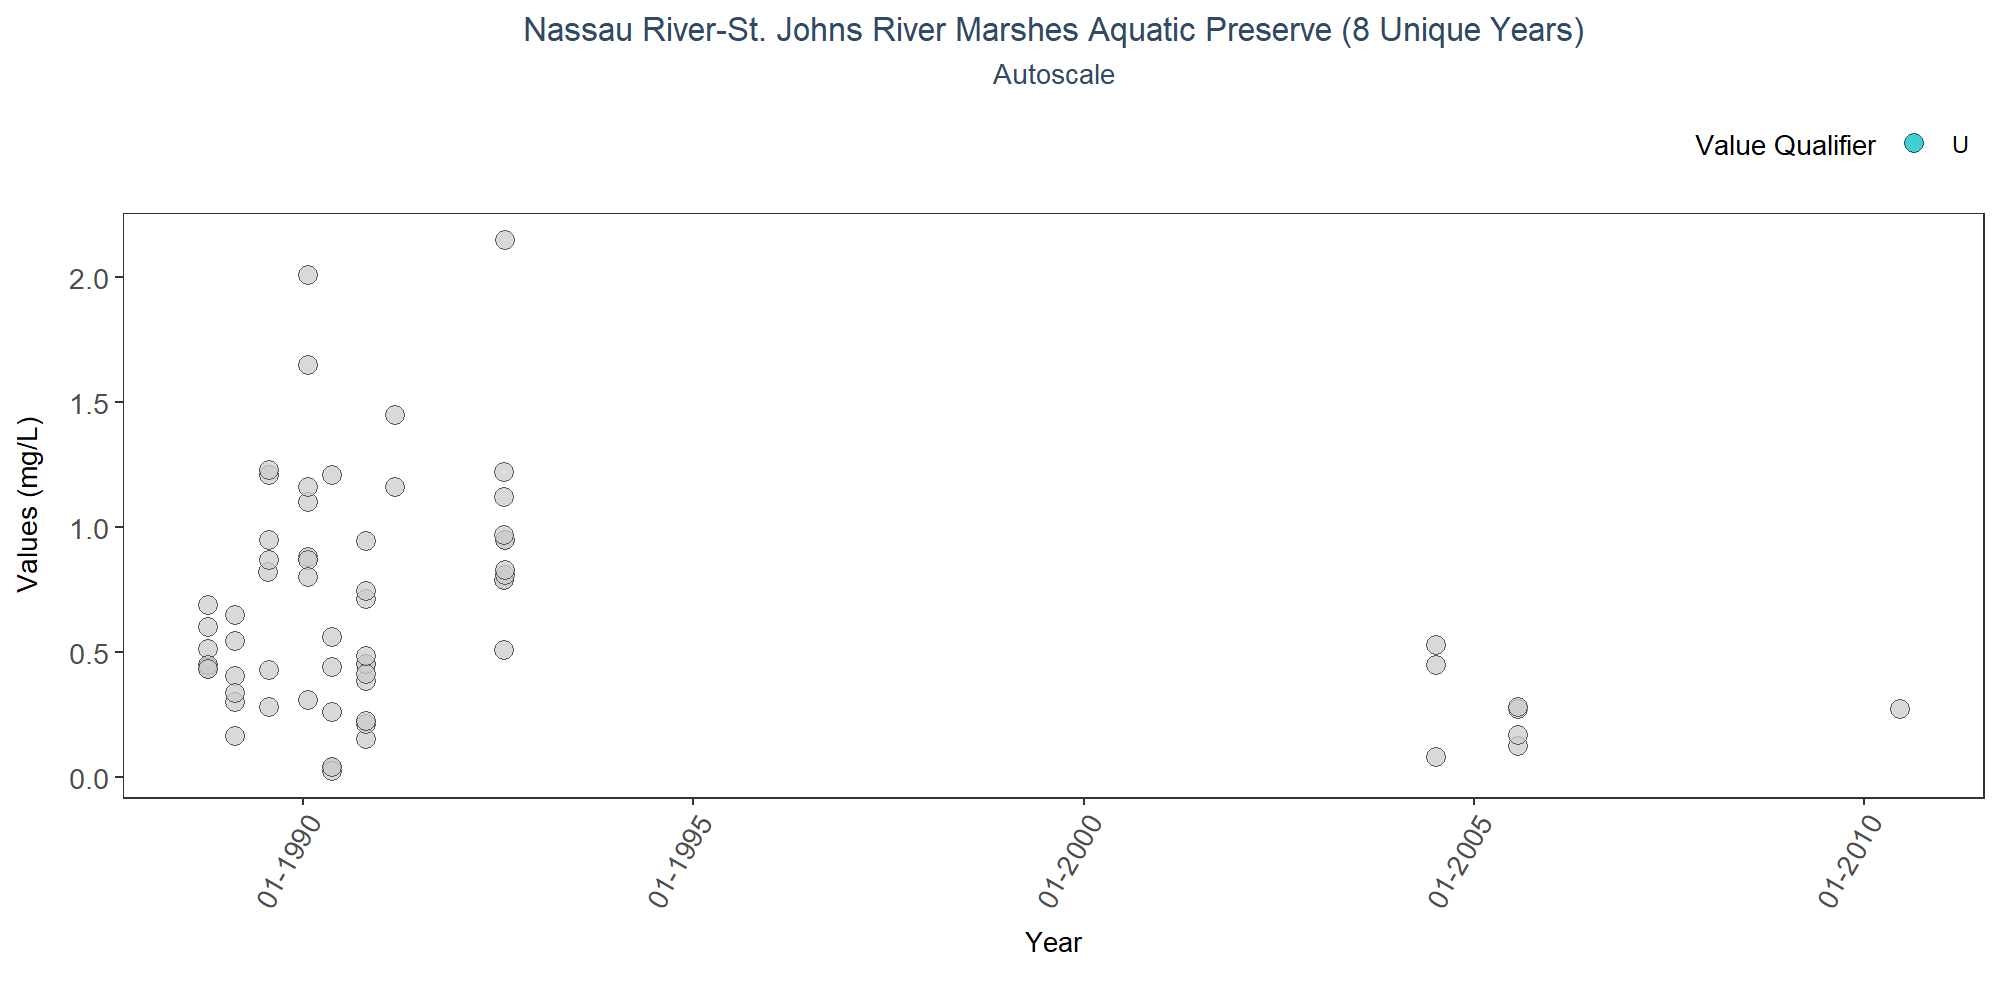 Nassau River-St. Johns River Marshes Aquatic Preserve (8 Unique Years)
Autoscale
Value Qualifier U
2.0
1.5
1.0
0.5
0.0
Values (mg/L)
01-1990
01-1995
01-2000
01-2005
01-2010
Year